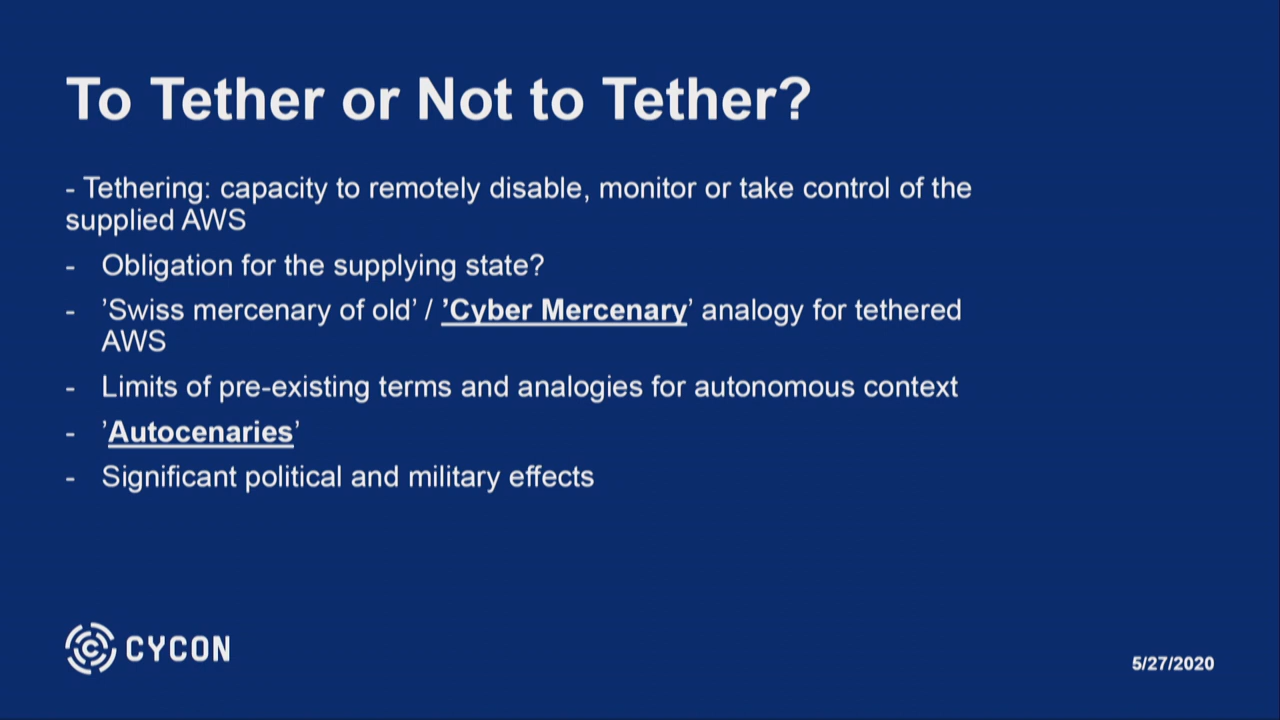 To Tether or Not to Tether?
- Tethering: capacity to remotely disable, monitor or take control of the
supplied AWS
- Obligation for the supplying state?
- ’Swiss mercenary of old’ / ’Cyber Mercenary’ analogy for tethered
AWS
- Limits of pre-existing terms and analogies for autonomous context
- ’Autocenaries’
- Significant political and military effects
CYCON
5/27/2020